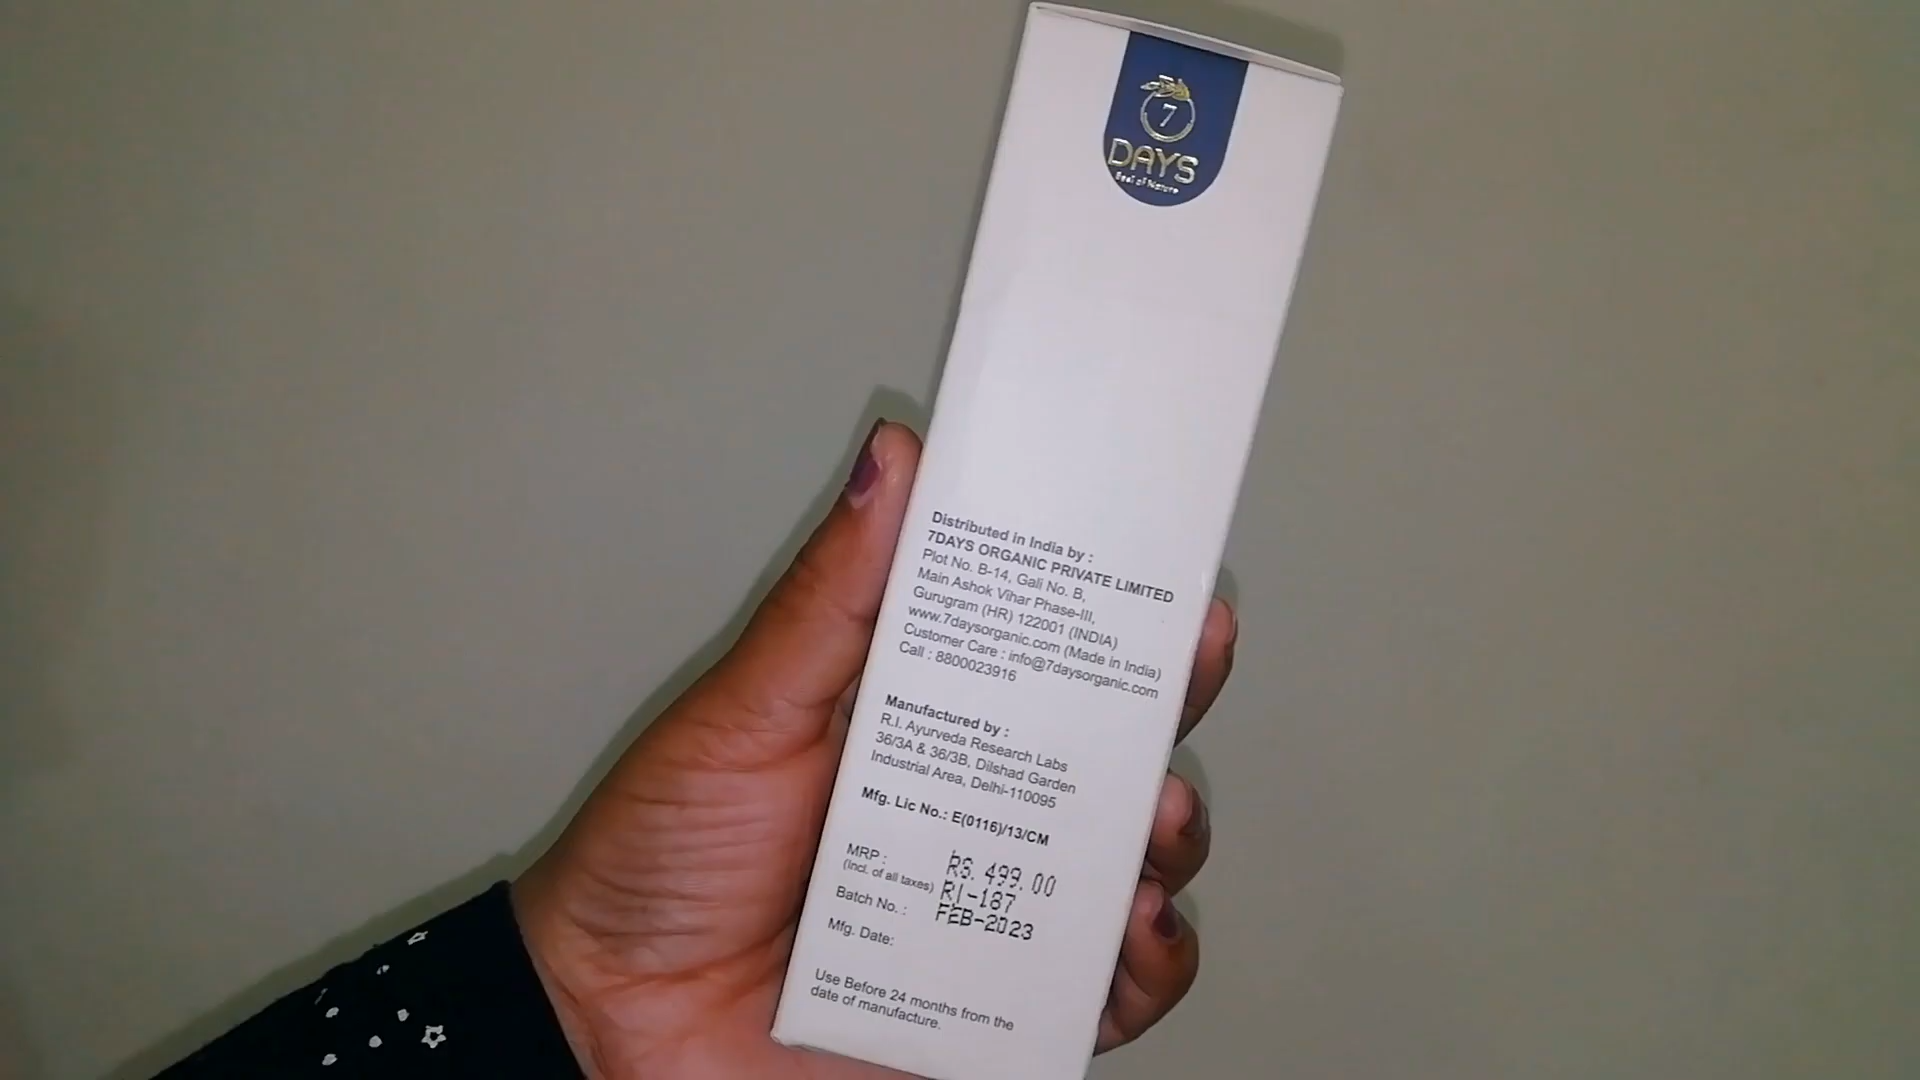 7
DAYS
Feel of Nature
Distributed in India by :
7DAYS ORGANIC PRIVATE LIMITED
Plot No. B-14, Gali No. B,
Main Ashok Vihar Phase-III,
Gurugram (HR) 122001 (INDIA)
www.7daysorganic.com (Made in India)
Customer Care : info@7daysorganic.com
Call : 8800023916
Manufactured by :
R.I. Ayurveda Research Labs
36/3A & 36/3B, Dilshad Garden
Industrial Area, Delhi-110095
Mfg. Lic No.: E(0116)/13/CM
MRP : RS. 499.00
(Incl. of all taxes)
Batch No. : RI-187
Mfg. Date: FEB-2023
Use Before 24 months from the
date of manufacture.